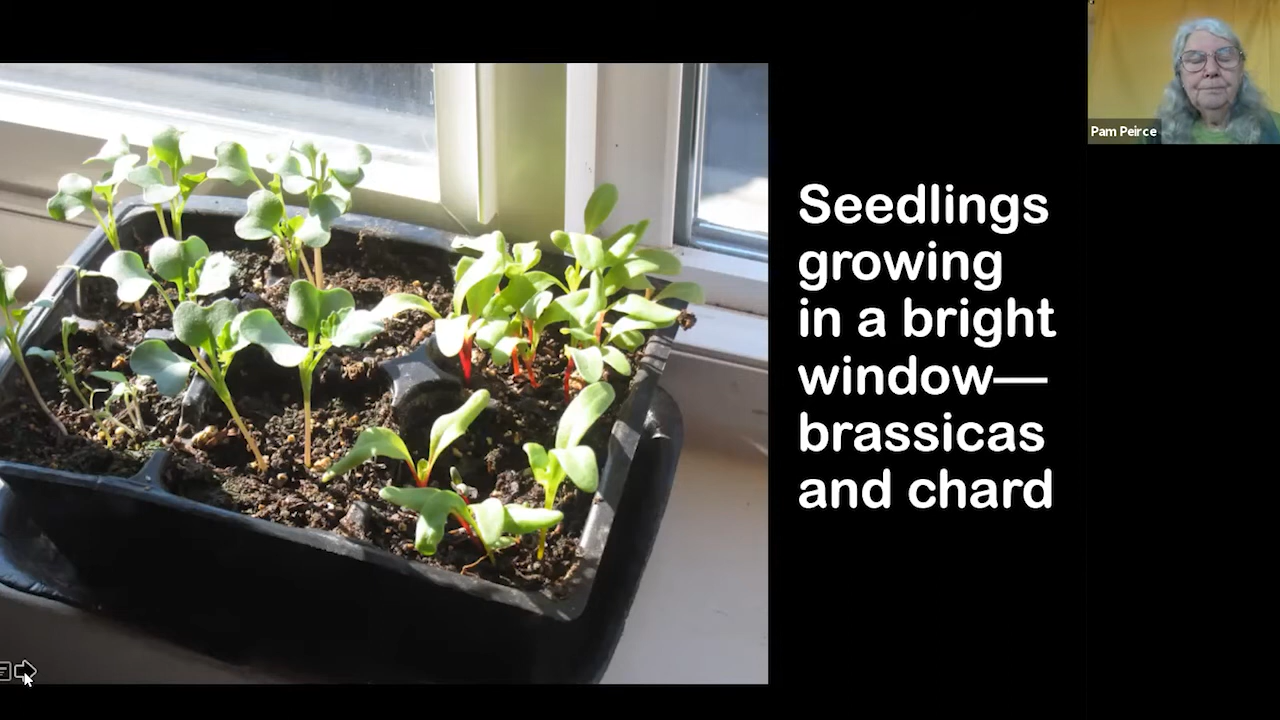 Pam Peirce
Seedlings
growing
in a bright
window—
brassicas
and chard